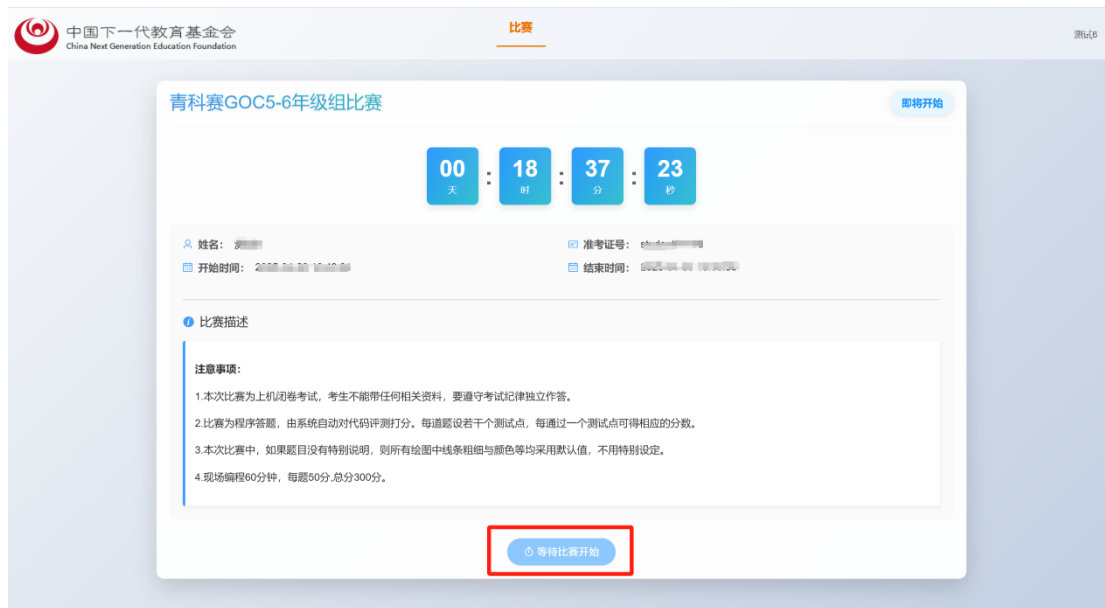 中国下一代教育基金会
China Next Generation Education Foundation
比赛
测试6
青科赛GOC5-6年级组比赛
即将开始
00 : 18 : 37 : 23
天 时 分 秒
姓名：
准考证号：
开始时间：
结束时间：
比赛描述
注意事项：
1.本次比赛为上机闭卷考试，考生不能带任何相关资料，要遵守考试纪律独立作答。
2.比赛为程序答题，由系统自动对代码评测打分。每道题设若干个测试点，每通过一个测试点可得相应的分数。
3.本次比赛中，如果题目没有特别说明，则所有绘图中线条粗细与颜色等均采用默认值，不用特别设定。
4.现场编程60分钟，每题50分,总分300分。
等待比赛开始